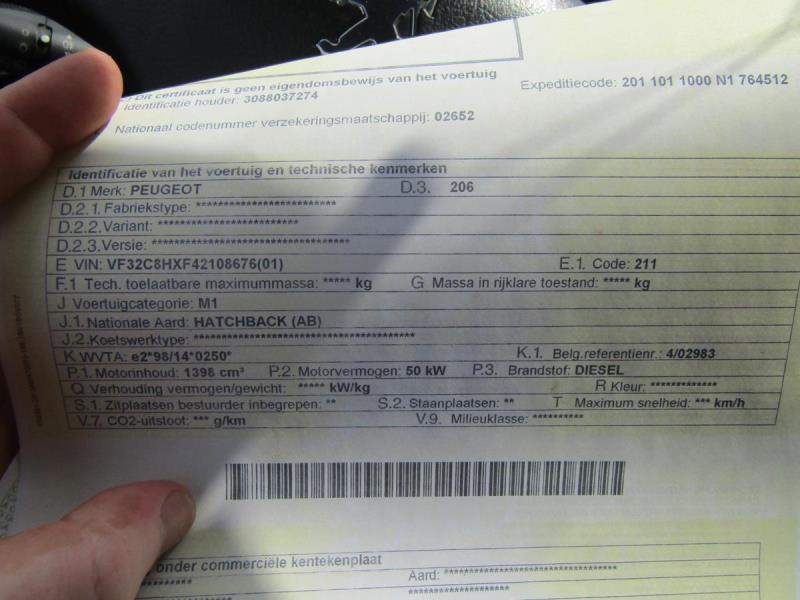 Dit certificaat is geen eigendomsbewijs van het voertuig
Identificatie houder: 3088037274
Expeditiecode: 201 101 1000 N1 764512
Nationaal codenummer verzekeringsmaatschappij: 02652
Identificatie van het voertuig en technische kenmerken
D.1 Merk: PEUGEOT D.3. 206
D.2.1. Fabriekstype: *********************
D.2.2. Variant: *********************
D.2.3. Versie: *****************************
E VIN: VF32C8HXF42108676(01) E.1. Code: 211
F.1 Tech. toelaatbare maximummassa: ***** kg G Massa in rijklare toestand: ***** kg
J Voertuigcategorie: M1
J.1. Nationale Aard: HATCHBACK (AB)
J.2. Koetswerktype: *********************************
K WVTA: e2*98/14*0250* K.1. Belg.referentienr.: 4/02983
P.1. Motorinhoud: 1398 cm³ P.2. Motorvermogen: 50 kW P.3. Brandstof: DIESEL
Q Verhouding vermogen/gewicht: ***** kW/kg R Kleur: *************
S.1. Zitplaatsen bestuurder inbegrepen: ** S.2. Staanplaatsen: ** T Maximum snelheid: *** km/h
V.7. CO2-uitstoot: *** g/km V.9. Milieuklasse: **********
onder commerciële kentekenplaat
********* Aard: *****************************
*****************